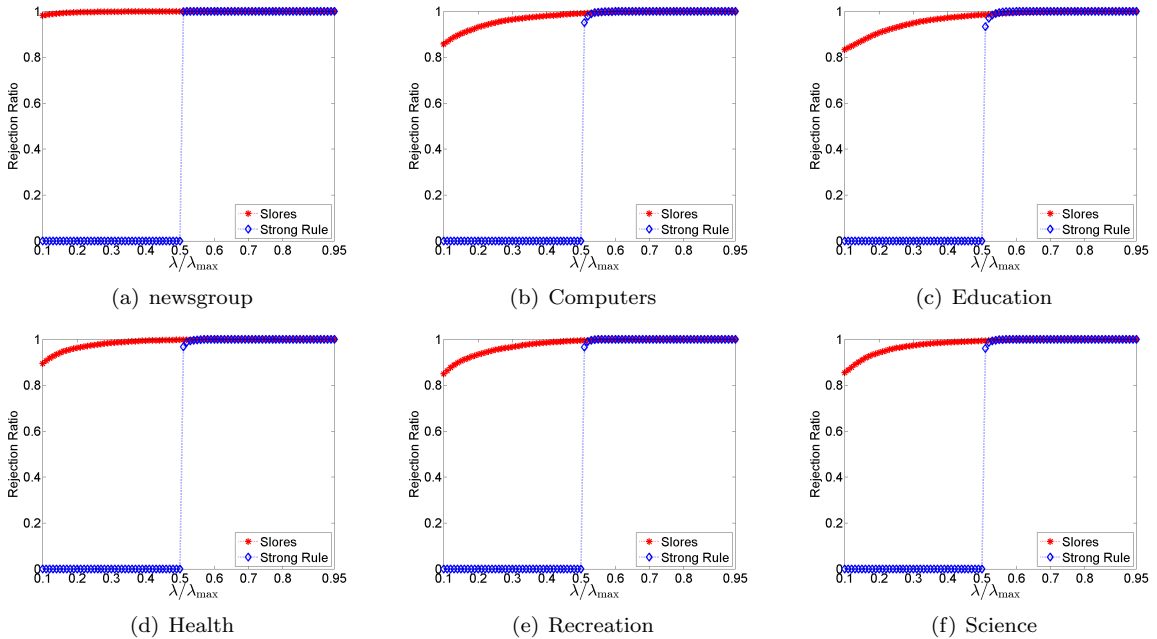 1
0.8
0.6
0.4
0.2
0
Rejection Ratio
Slores
Strong Rule
0.1 0.2 0.3 0.4 0.5 0.6 0.7 0.8 0.95
λ/λmax
(a) newsgroup
1
0.8
0.6
0.4
0.2
0
Rejection Ratio
Slores
Strong Rule
0.1 0.2 0.3 0.4 0.5 0.6 0.7 0.8 0.95
λ/λmax
(b) Computers
1
0.8
0.6
0.4
0.2
0
Rejection Ratio
Slores
Strong Rule
0.1 0.2 0.3 0.4 0.5 0.6 0.7 0.8 0.95
λ/λmax
(c) Education
1
0.8
0.6
0.4
0.2
0
Rejection Ratio
Slores
Strong Rule
0.1 0.2 0.3 0.4 0.5 0.6 0.7 0.8 0.95
λ/λmax
(d) Health
1
0.8
0.6
0.4
0.2
0
Rejection Ratio
Slores
Strong Rule
0.1 0.2 0.3 0.4 0.5 0.6 0.7 0.8 0.95
λ/λmax
(e) Recreation
1
0.8
0.6
0.4
0.2
0
Rejection Ratio
Slores
Strong Rule
0.1 0.2 0.3 0.4 0.5 0.6 0.7 0.8 0.95
λ/λmax
(f) Science